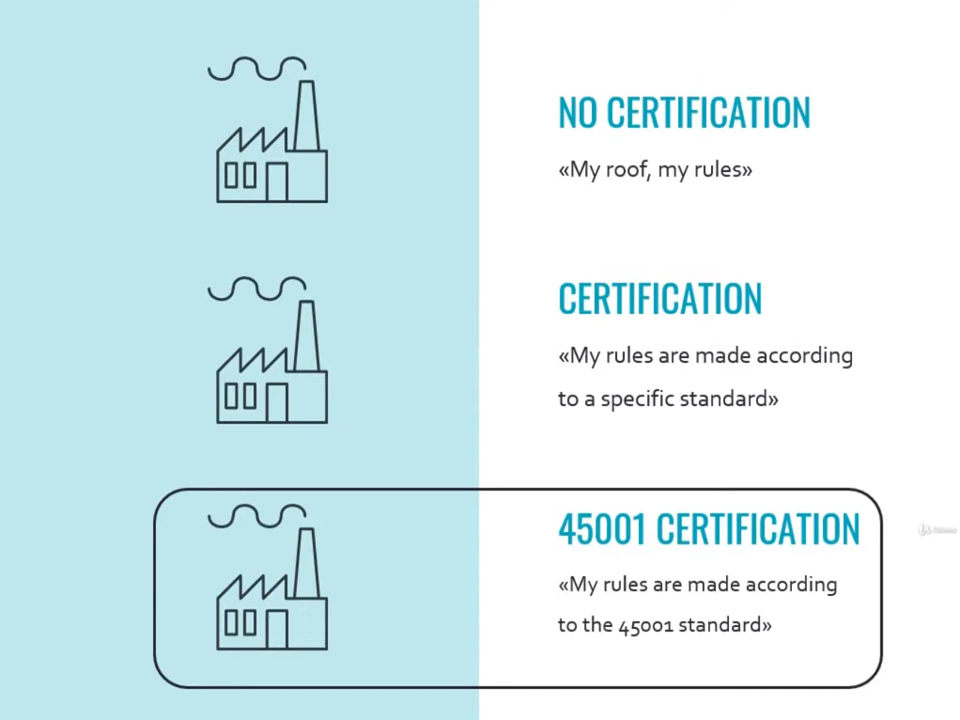 NO CERTIFICATION
«My roof, my rules»
CERTIFICATION
«My rules are made according
to a specific standard»
45001 CERTIFICATION
«My rules are made according
to the 45001 standard»